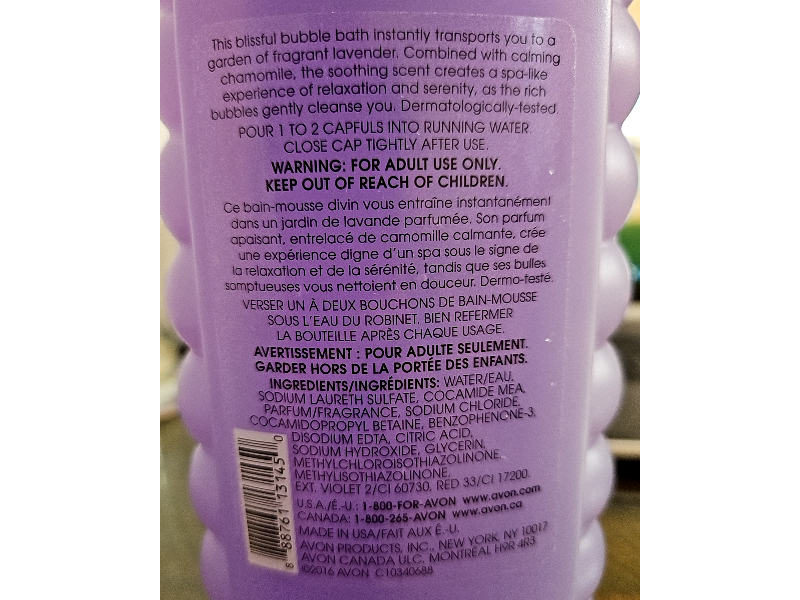 This blissful bubble bath instantly transports you to a
garden of fragrant lavender. Combined with calming
chamomile, the soothing scent creates a spa-like
experience of relaxation and serenity, as the rich
bubbles gently cleanse you. Dermatologically-tested.
POUR 1 TO 2 CAPFULS INTO RUNNING WATER.
CLOSE CAP TIGHTLY AFTER USE.
WARNING: FOR ADULT USE ONLY.
KEEP OUT OF REACH OF CHILDREN.
Ce bain-mousse divin vous entraîne instantanément
dans un jardin de lavande parfumée. Son parfum
apaisant, entrelacé de camomille calmante, crée
une expérience digne d'un spa sous le signe de
la relaxation et de la sérénité, tandis que ses bulles
somptueuses vous nettoient en douceur. Dermo-testé.
VERSER UN À DEUX BOUCHONS DE BAIN-MOUSSE
SOUS L'EAU DU ROBINET. BIEN REFERMER
LA BOUTEILLE APRÈS CHAQUE USAGE.
AVERTISSEMENT : POUR ADULTE SEULEMENT.
GARDER HORS DE LA PORTÉE DES ENFANTS.
INGREDIENTS/INGRÉDIENTS: WATER/EAU,
SODIUM LAURETH SULFATE, COCAMIDE MEA,
PARFUM/FRAGRANCE, SODIUM CHLORIDE,
COCAMIDOPROPYL BETAINE, BENZOPHENONE-3,
DISODIUM EDTA, CITRIC ACID,
SODIUM HYDROXIDE, GLYCERIN,
METHYLCHLOROISOTHIAZOLINONE,
METHYLISOTHIAZOLINONE,
EXT. VIOLET 2/CI 60730, RED 33/CI 17200.
U.S.A./É.-U.: 1-800-FOR-AVON www.avon.com
CANADA: 1-800-265-AVON www.avon.ca
MADE IN USA/FAIT AUX É.-U.
AVON PRODUCTS, INC., NEW YORK, NY 10017
AVON CANADA ULC, MONTRÉAL H9R 4R3
©2016 AVON C10340688
8 88761 13145 0